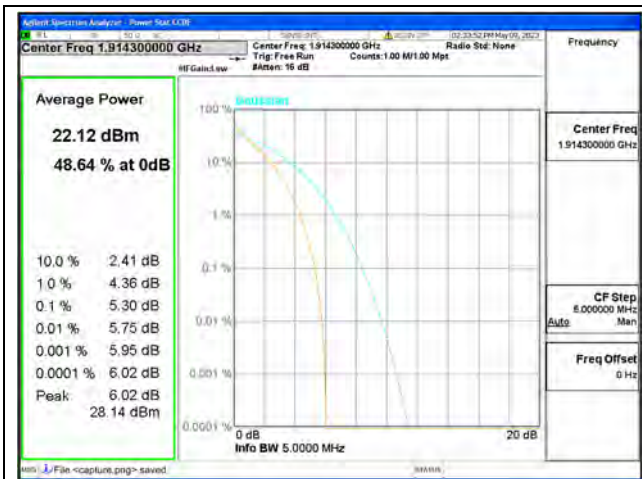 Agilent Spectrum Analyzer - Power Stat CCDF
02:33:52 PM May 09, 2023
Center Freq 1.914300000 GHz
Center Freq: 1.914300000 GHz
Radio Std: None
Trig: Free Run
Counts:1.00 M/1.00 Mpt
#IFGain:Low
#Atten: 16 dB
Frequency
Average Power
22.12 dBm
48.64 % at 0dB
10.0 % 2.41 dB
1.0 % 4.36 dB
0.1 % 5.30 dB
0.01 % 5.75 dB
0.001 % 5.95 dB
0.0001 % 6.02 dB
Peak 6.02 dB
28.14 dBm
Gaussian
100 %
10 %
1 %
0.1 %
0.01 %
0.001 %
0.0001 %
0 dB
20 dB
Info BW 5.0000 MHz
Center Freq
1.914300000 GHz
CF Step
5.000000 MHz
Auto Man
Freq Offset
0 Hz
MSG File <capture.png> saved
STATUS